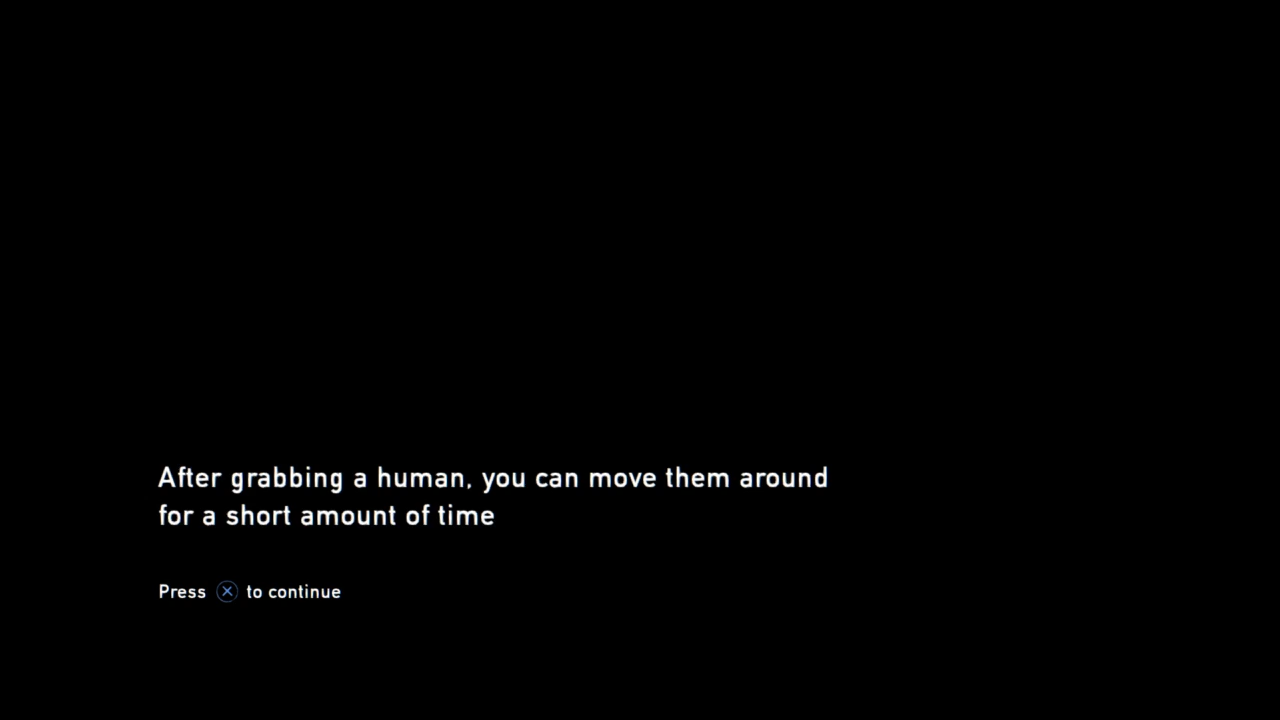 After grabbing a human, you can move them around
for a short amount of time
Press ⓧ to continue